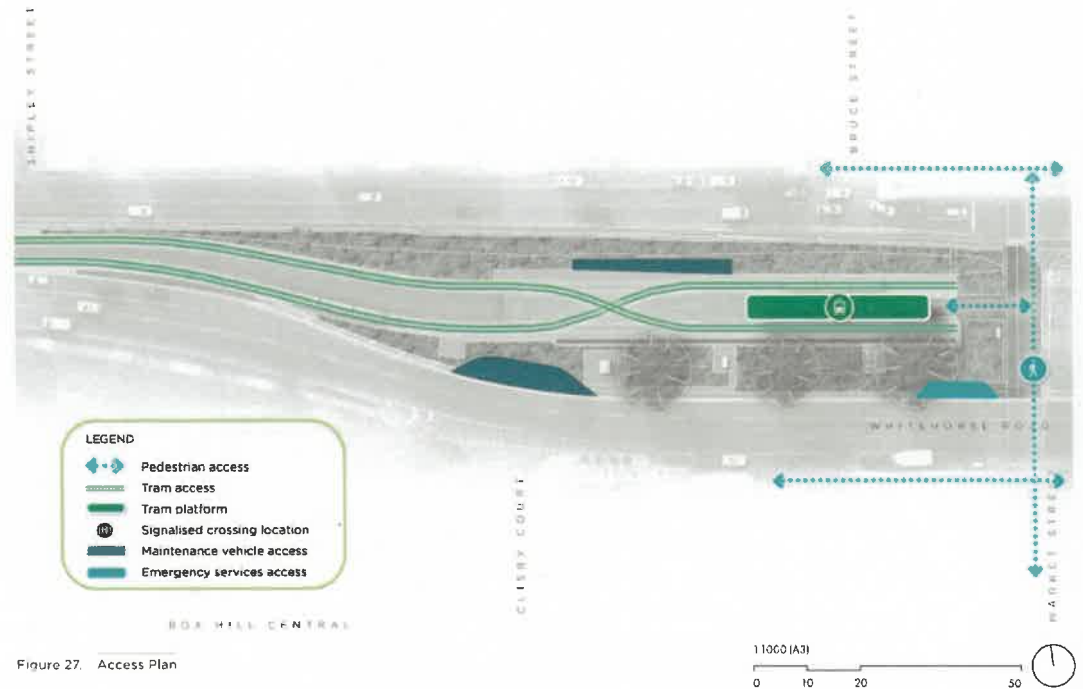 SHIPLEY STREET
BRUCE STREET
WHITEHORSE ROAD
LEGEND
Pedestrian access
Tram access
Tram platform
Signalised crossing location
Maintenance vehicle access
Emergency services access
CLISBY COURT
MARKET STREET
BOX HILL CENTRAL
Figure 27. Access Plan
1:1000 (A3)
0 10 20 50